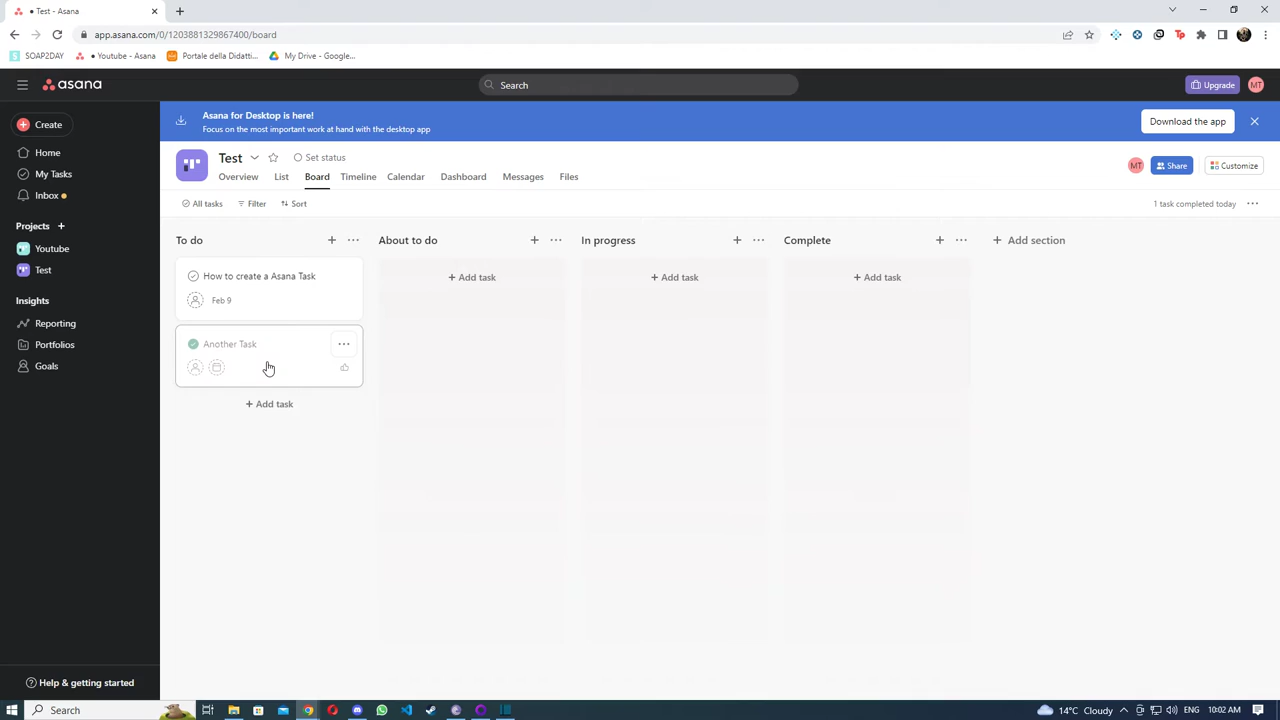 • Test - Asana
app.asana.com/0/1203881329867400/board
SOAP2DAY
• Youtube - Asana
Portale della Didatti...
My Drive - Google...
asana
Search
Upgrade
MT
Create
Home
My Tasks
Inbox
Projects
Youtube
Test
Insights
Reporting
Portfolios
Goals
Help & getting started
Asana for Desktop is here!
Focus on the most important work at hand with the desktop app
Download the app
Test
Set status
Overview
List
Board
Timeline
Calendar
Dashboard
Messages
Files
MT
Share
Customize
All tasks
Filter
Sort
1 task completed today
To do
How to create a Asana Task
Feb 9
Another Task
+ Add task
About to do
+ Add task
In progress
+ Add task
Complete
+ Add task
+ Add section
Search
14°C Cloudy
ENG
10:02 AM